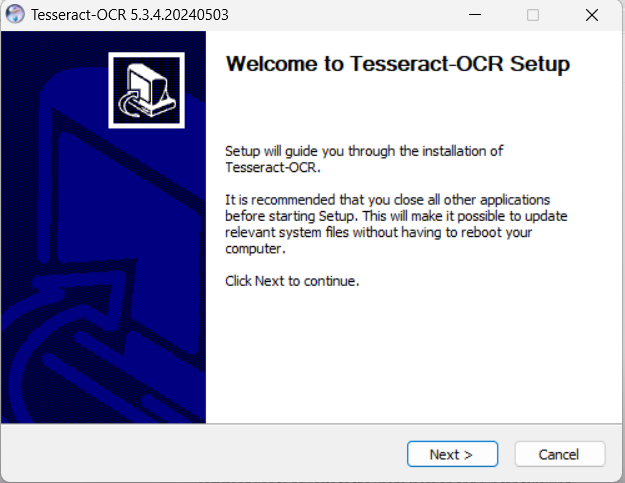 Tesseract-OCR 5.3.4.20240503
Welcome to Tesseract-OCR Setup
Setup will guide you through the installation of
Tesseract-OCR.
It is recommended that you close all other applications
before starting Setup. This will make it possible to update
relevant system files without having to reboot your
computer.
Click Next to continue.
Next >
Cancel